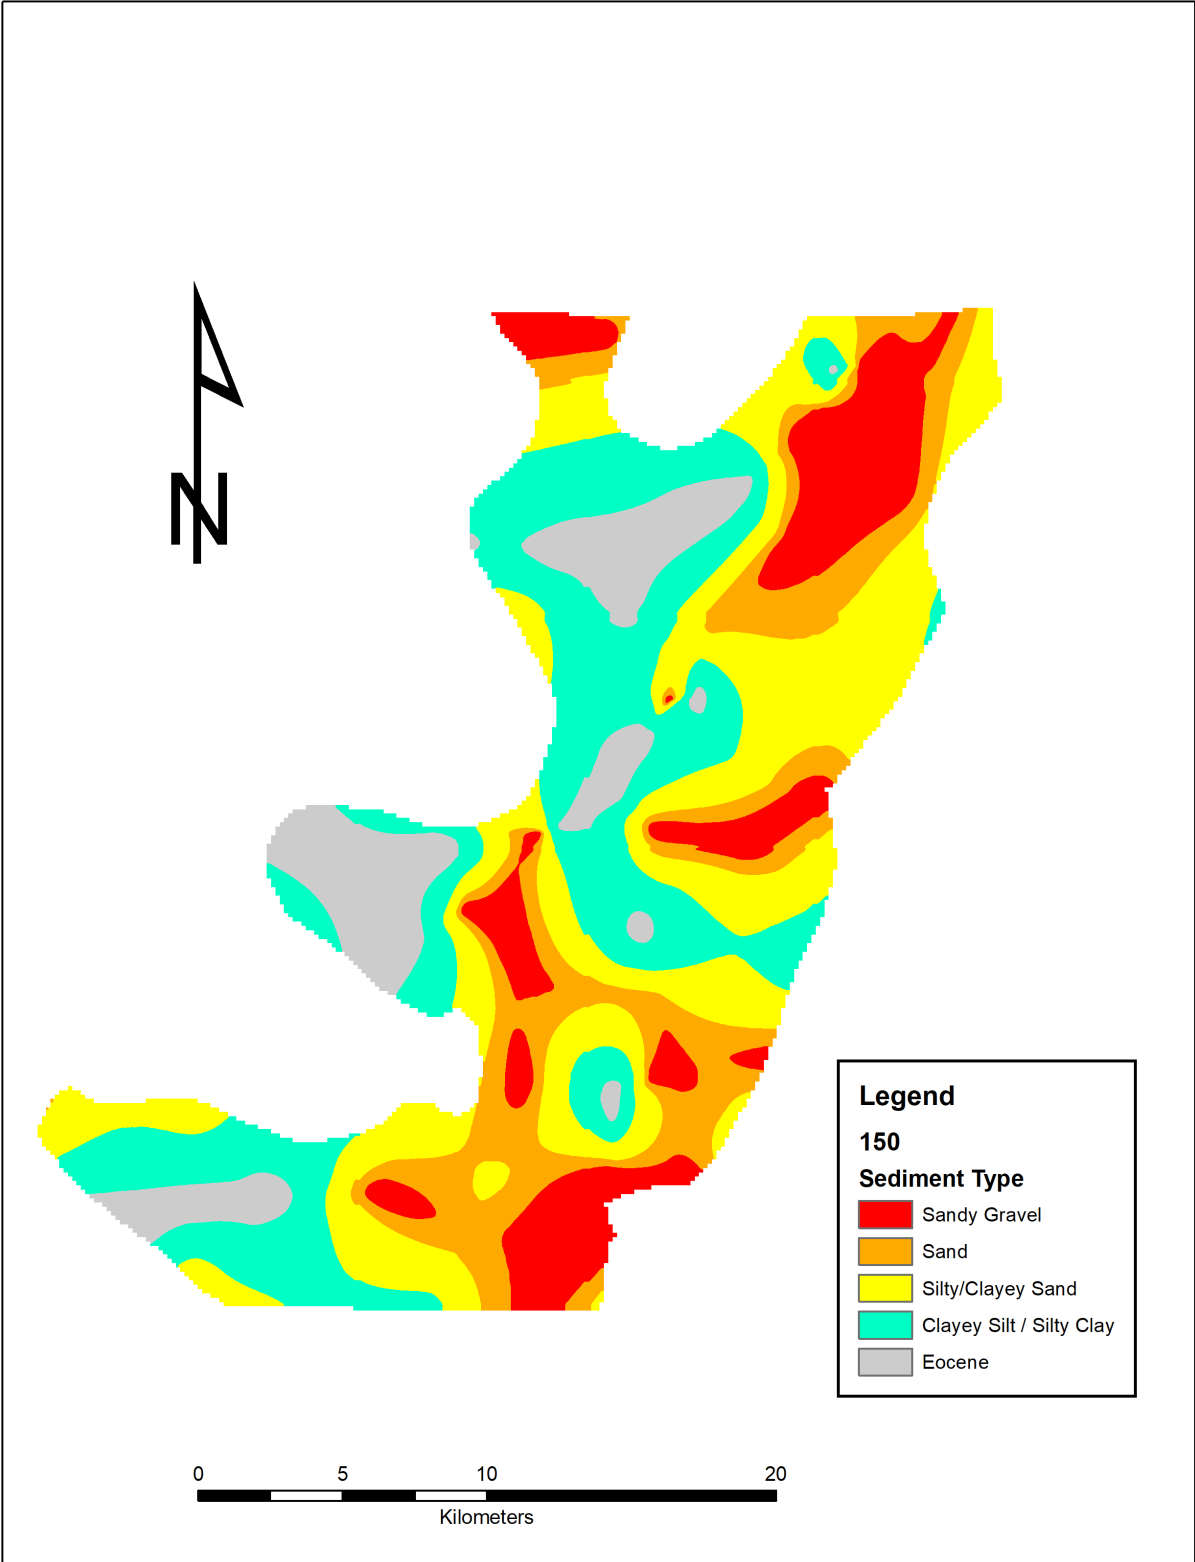 N
Legend
150
Sediment Type
Sandy Gravel
Sand
Silty/Clayey Sand
Clayey Silt / Silty Clay
Eocene
0 5 10 20
Kilometers